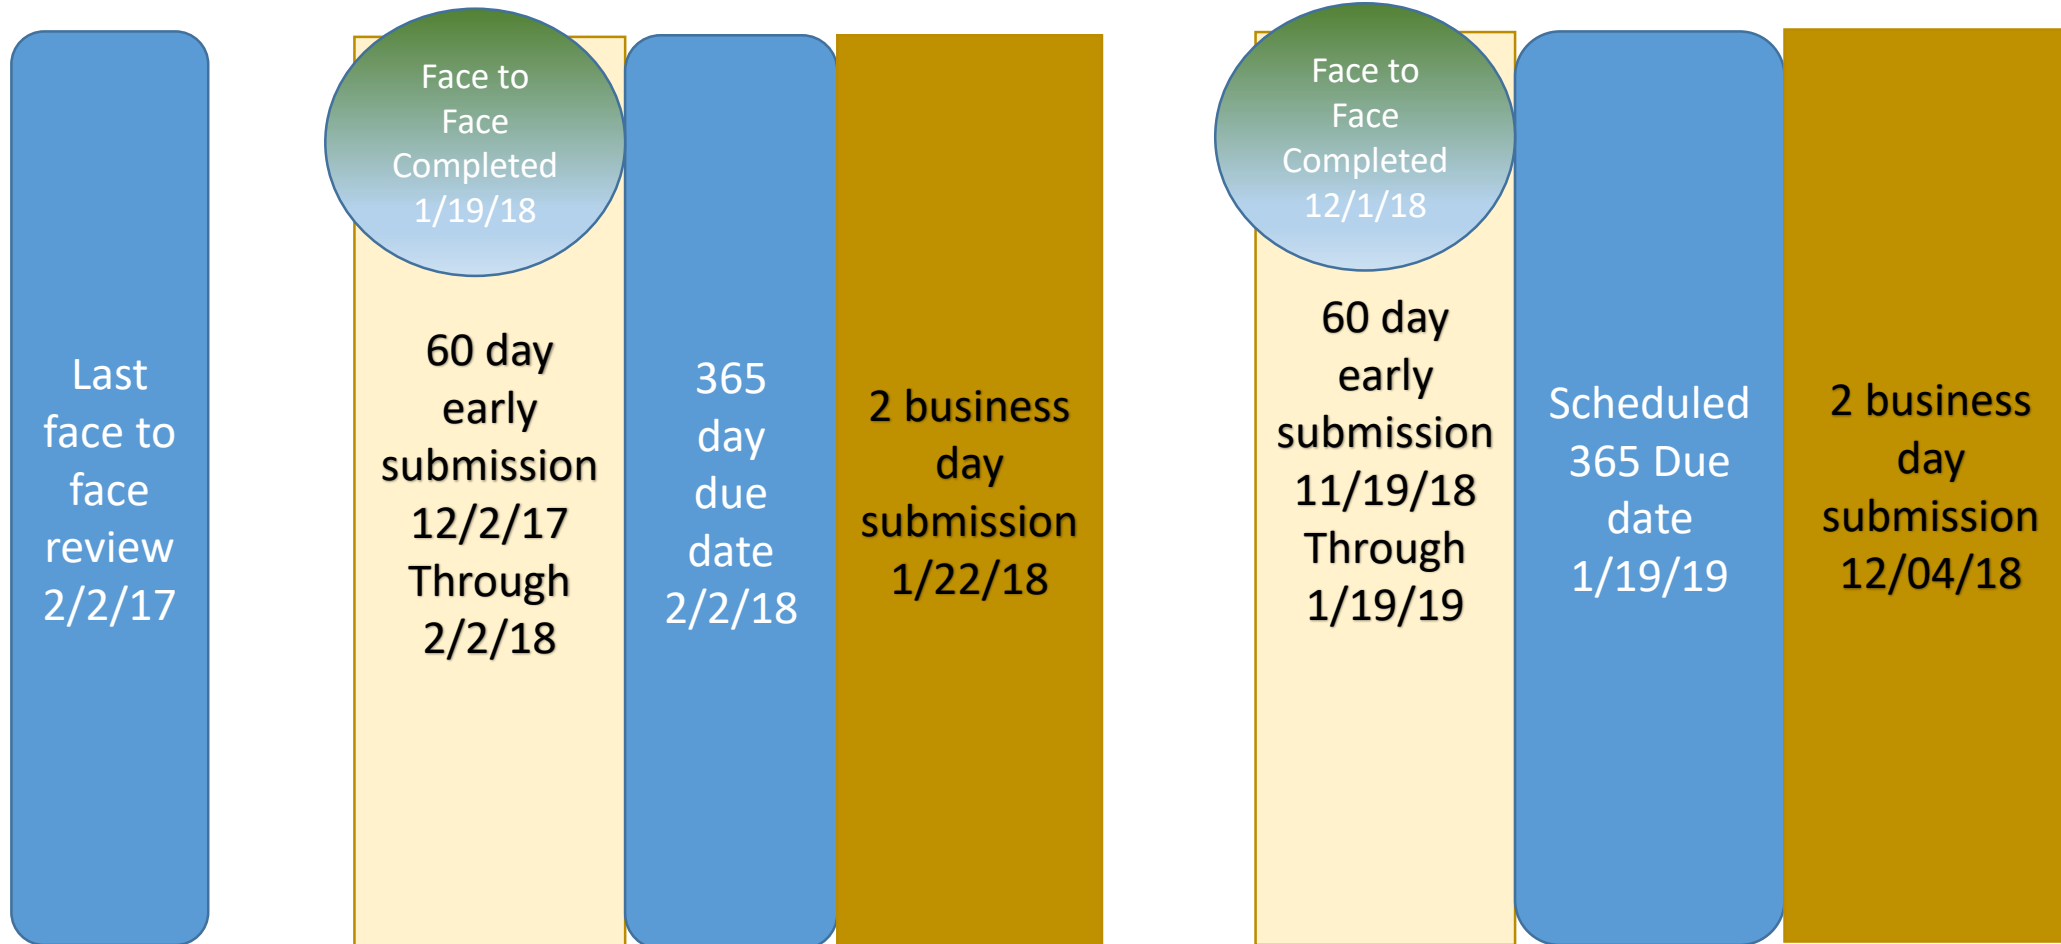 Last
face to
face
review
2/2/17
Face to
Face
Completed
1/19/18
60 day
early
submission
12/2/17
Through
2/2/18
365
day
due
date
2/2/18
2 business
day
submission
1/22/18
Face to
Face
Completed
12/1/18
60 day
early
submission
11/19/18
Through
1/19/19
Scheduled
365 Due
date
1/19/19
2 business
day
submission
12/04/18